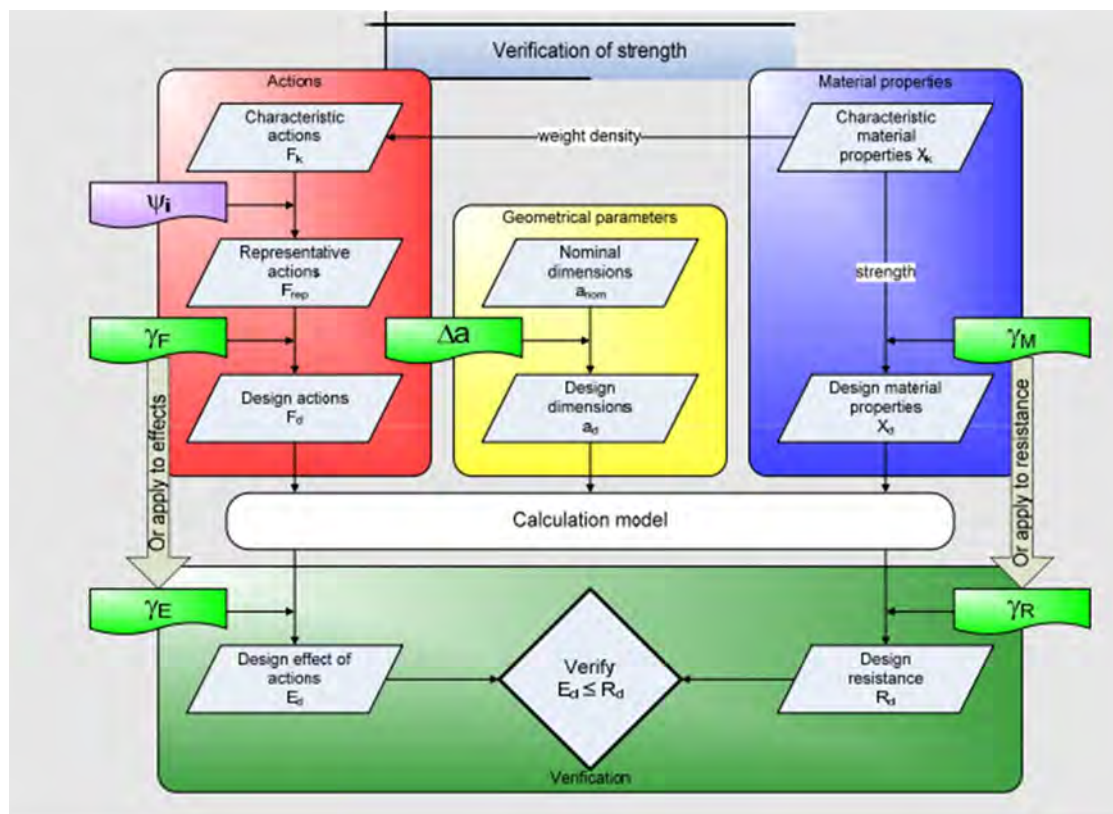 Verification of strength
Actions
Characteristic
actions
Fk
ψi
Representative
actions
Frep
γF
Design actions
Fd
Or apply to effects
weight density
Geometrical parameters
Nominal
dimensions
anom
Δa
Design
dimensions
ad
Material properties
Characteristic
material
properties Xk
strength
γM
Design material
properties
Xd
Or apply to resistance
Calculation model
γE
Design effect of
actions
Ed
Verify
Ed ≤ Rd
γR
Design
resistance
Rd
Verification